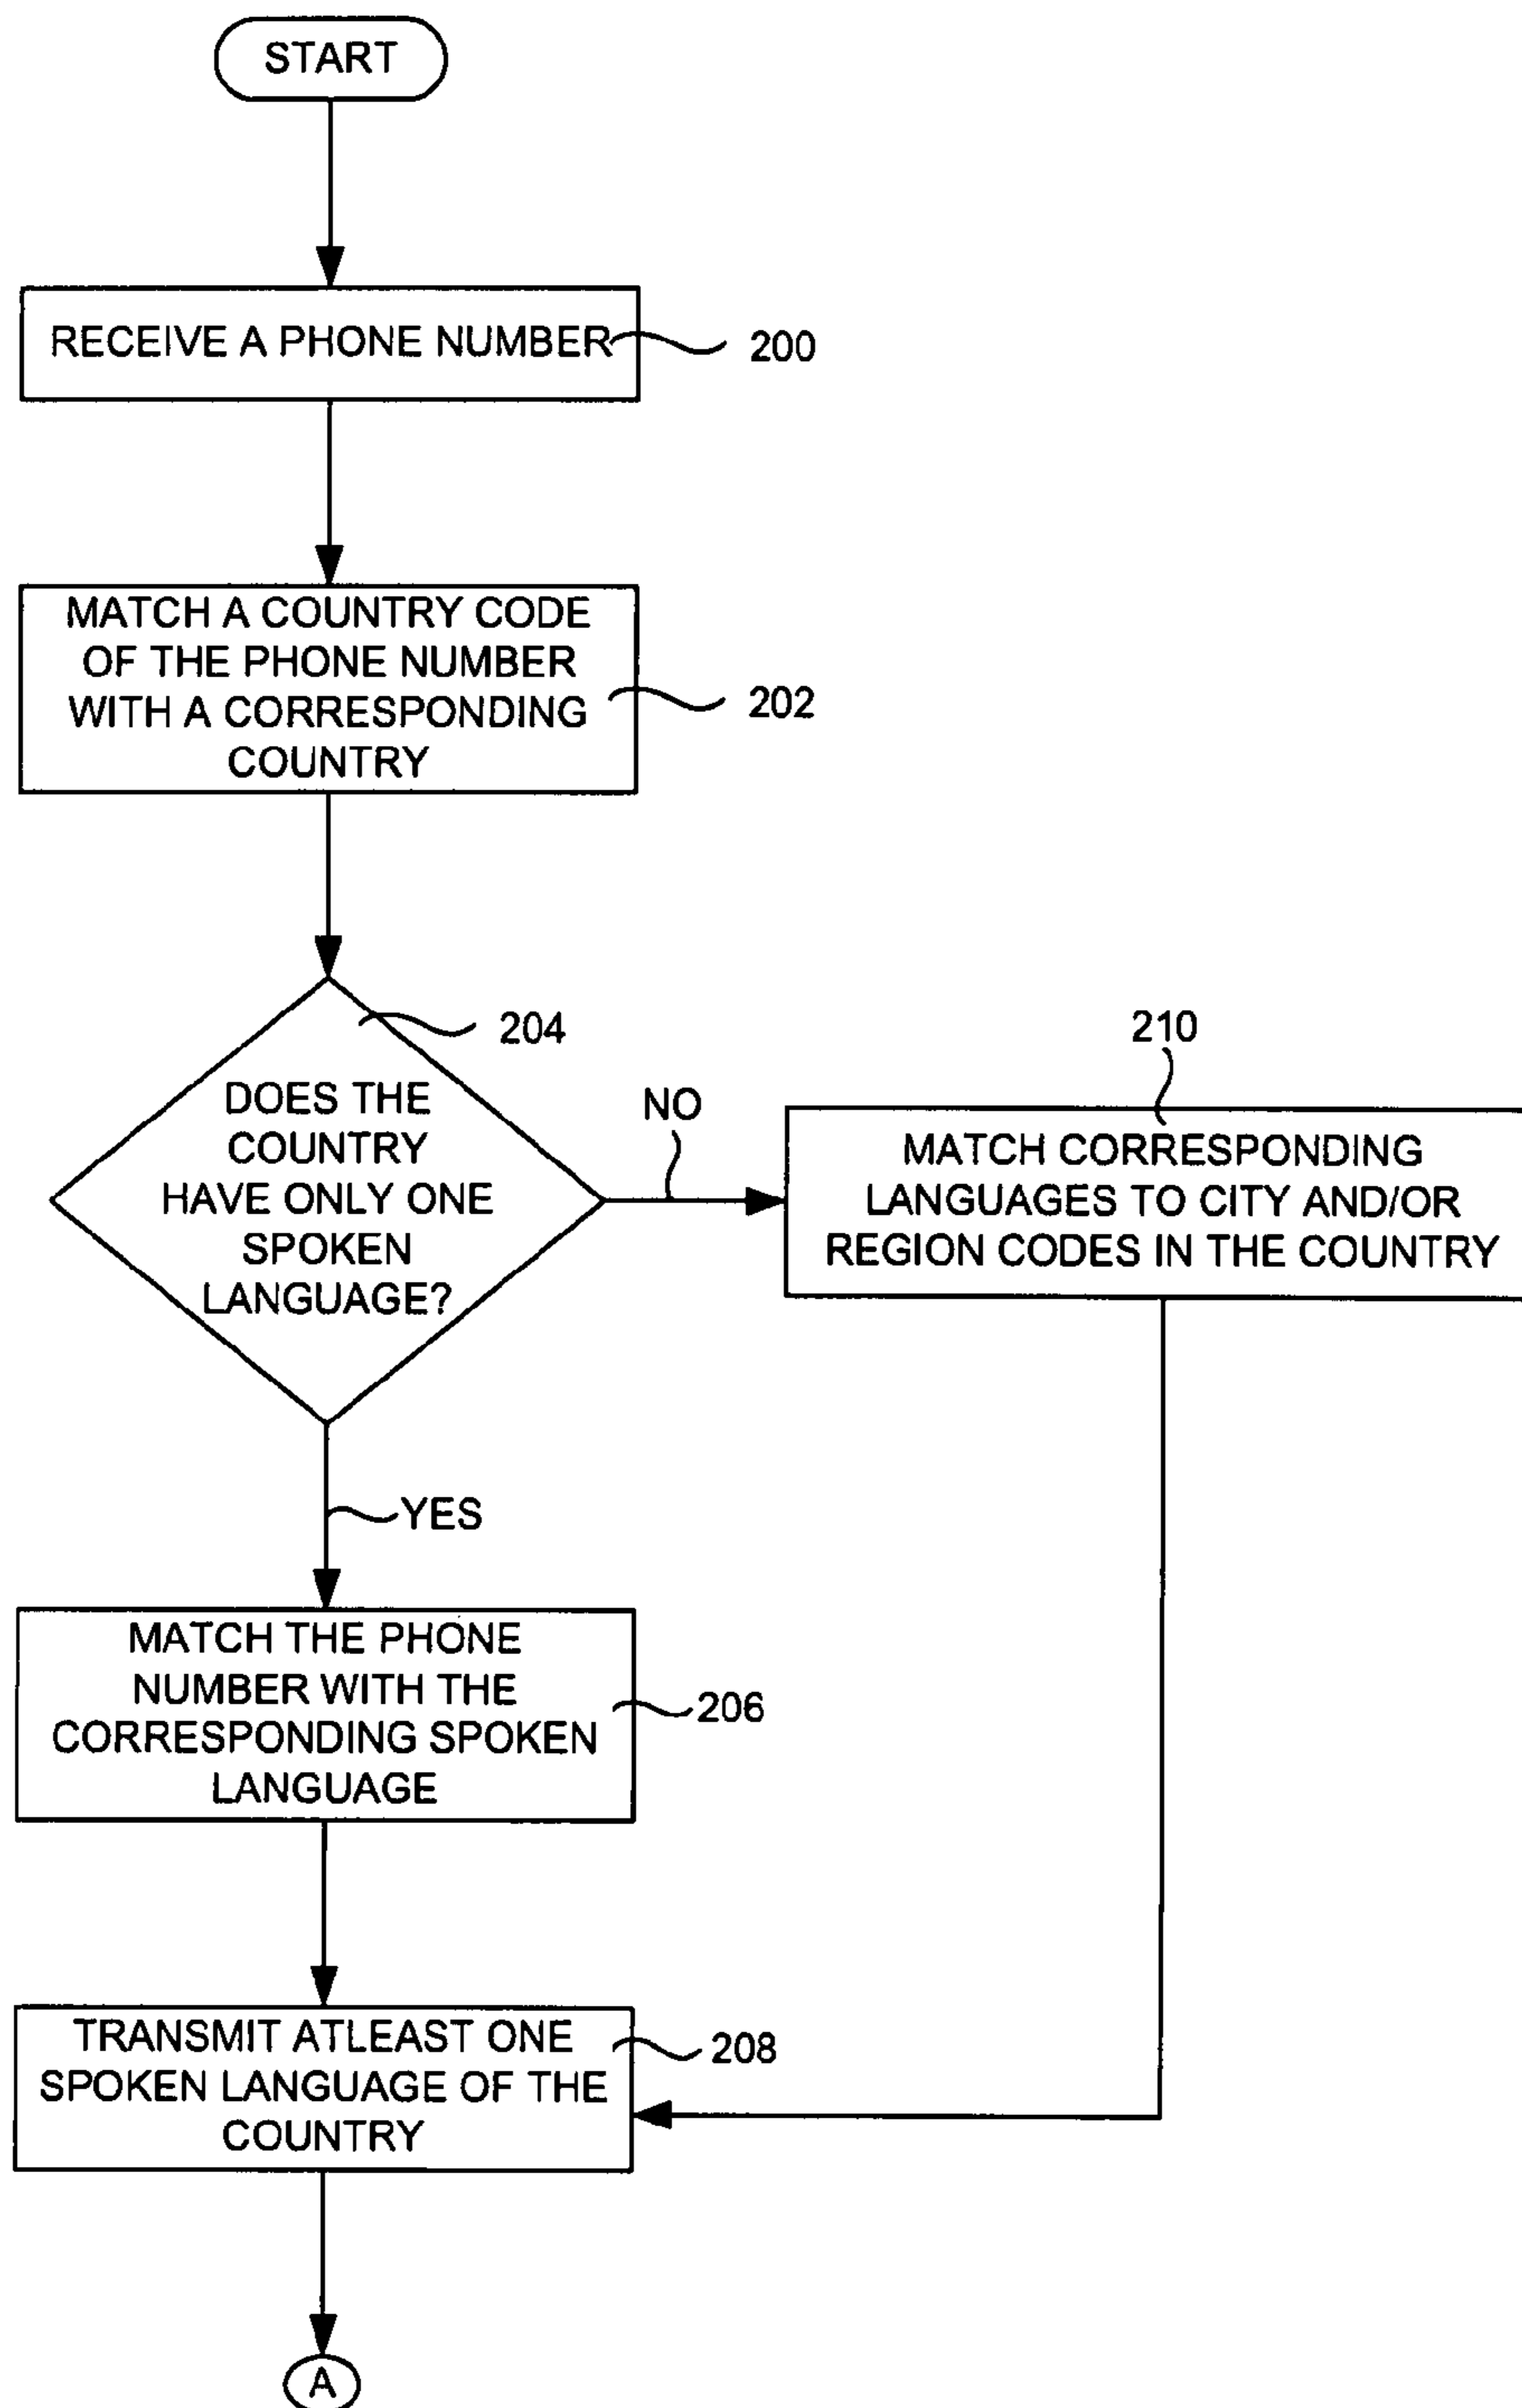 START
RECEIVE A PHONE NUMBER
200
MATCH A COUNTRY CODE
OF THE PHONE NUMBER
WITH A CORRESPONDING
COUNTRY
202
204
DOES THE
COUNTRY
HAVE ONLY ONE
SPOKEN
LANGUAGE?
NO
210
MATCH CORRESPONDING
LANGUAGES TO CITY AND/OR
REGION CODES IN THE COUNTRY
YES
MATCH THE PHONE
NUMBER WITH THE
CORRESPONDING SPOKEN
LANGUAGE
206
TRANSMIT ATLEAST ONE
SPOKEN LANGUAGE OF THE
COUNTRY
208
A